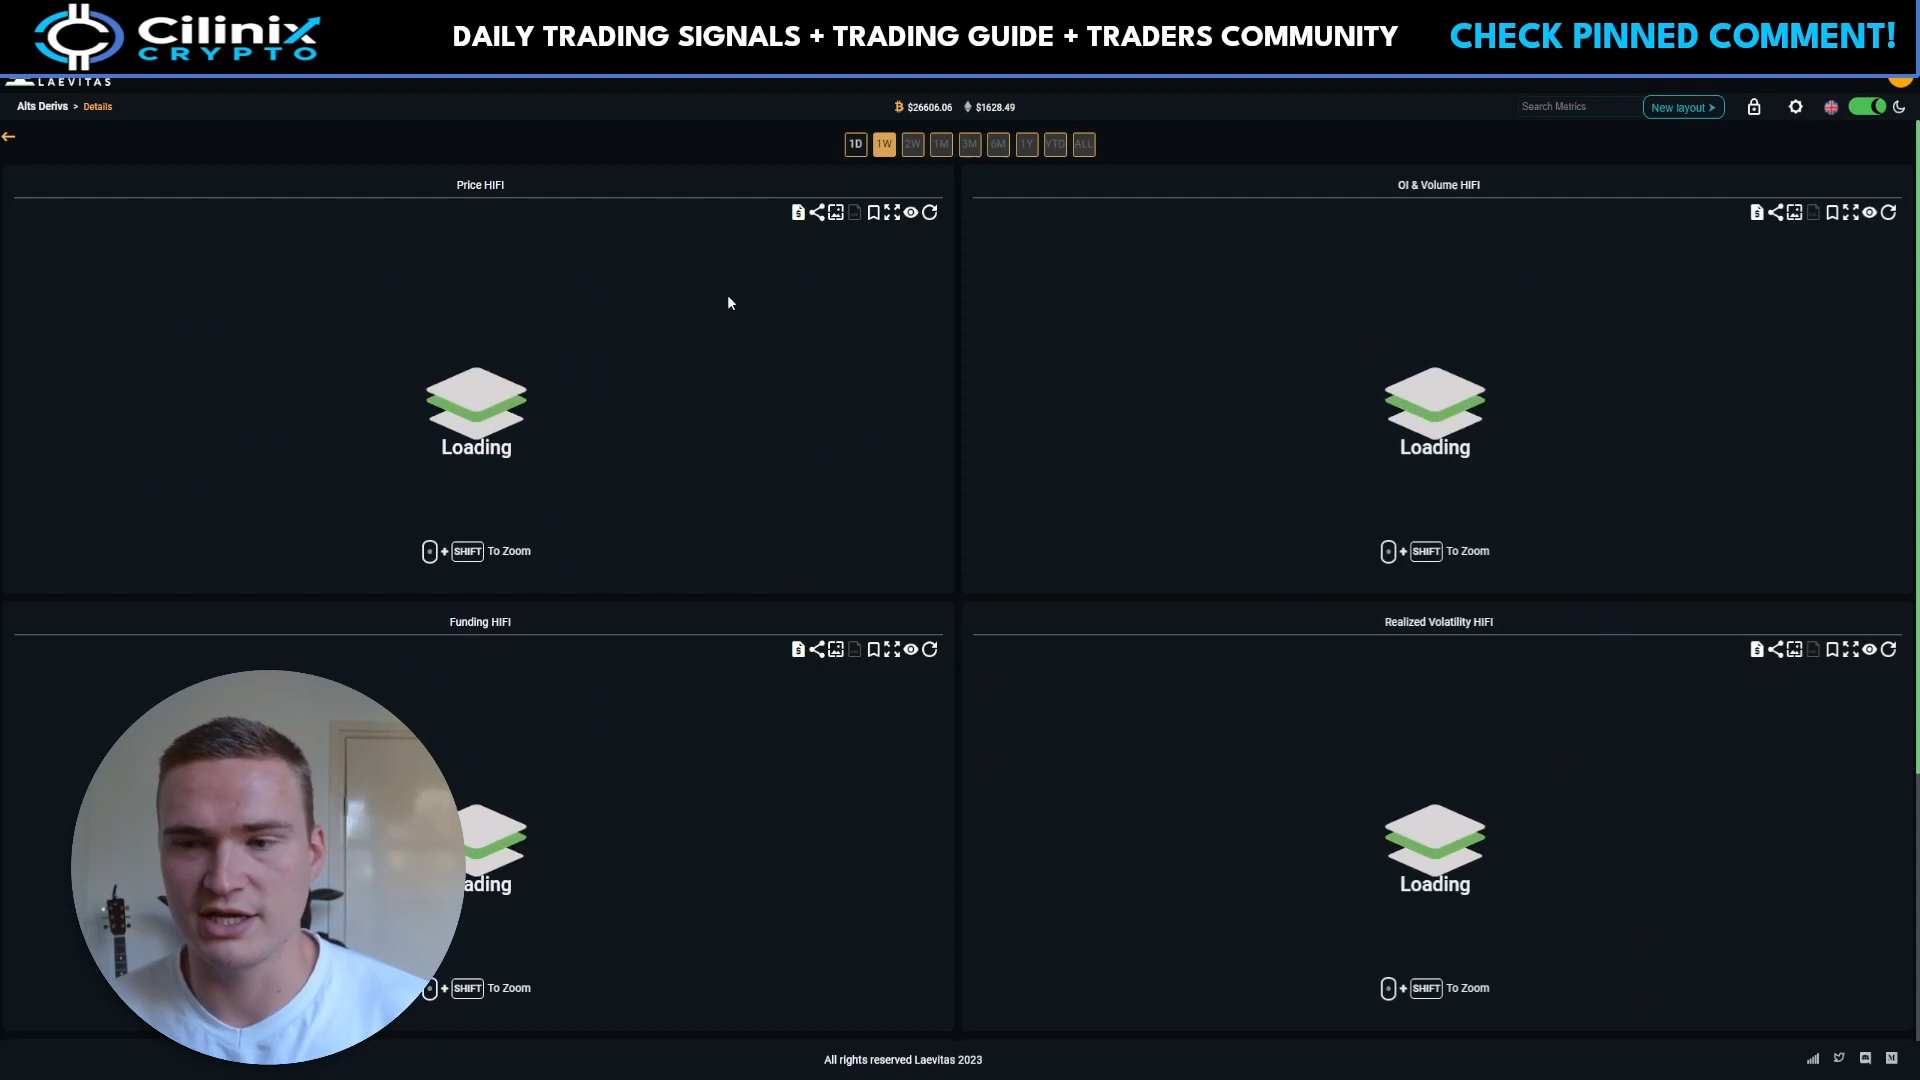 Cilinix
CRYPTO
DAILY TRADING SIGNALS + TRADING GUIDE + TRADERS COMMUNITY
CHECK PINNED COMMENT!
LAEVITAS
Alts Derivs > Details
$26606.06 $1628.49
Search Metrics
New layout >
1D 1W 2W 1M 3M 6M 1Y YTD ALL
Price HIFI
OI & Volume HIFI
Loading
Loading
+ SHIFT To Zoom
+ SHIFT To Zoom
Funding HIFI
Realized Volatility HIFI
ading
Loading
+ SHIFT To Zoom
+ SHIFT To Zoom
All rights reserved Laevitas 2023